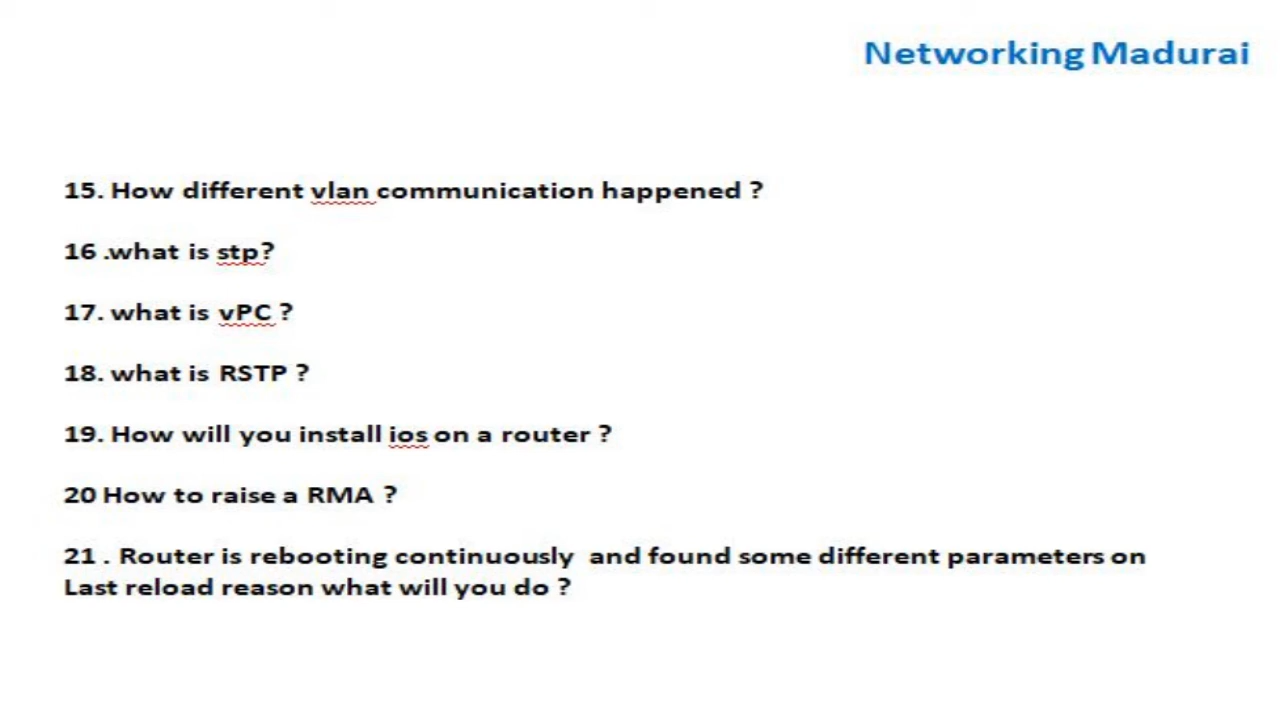 Networking Madurai
15. How different vlan communication happened ?
16 .what is stp?
17. what is vPC ?
18. what is RSTP ?
19. How will you install ios on a router ?
20 How to raise a RMA ?
21 . Router is rebooting continuously  and found some different parameters on
Last reload reason what will you do ?